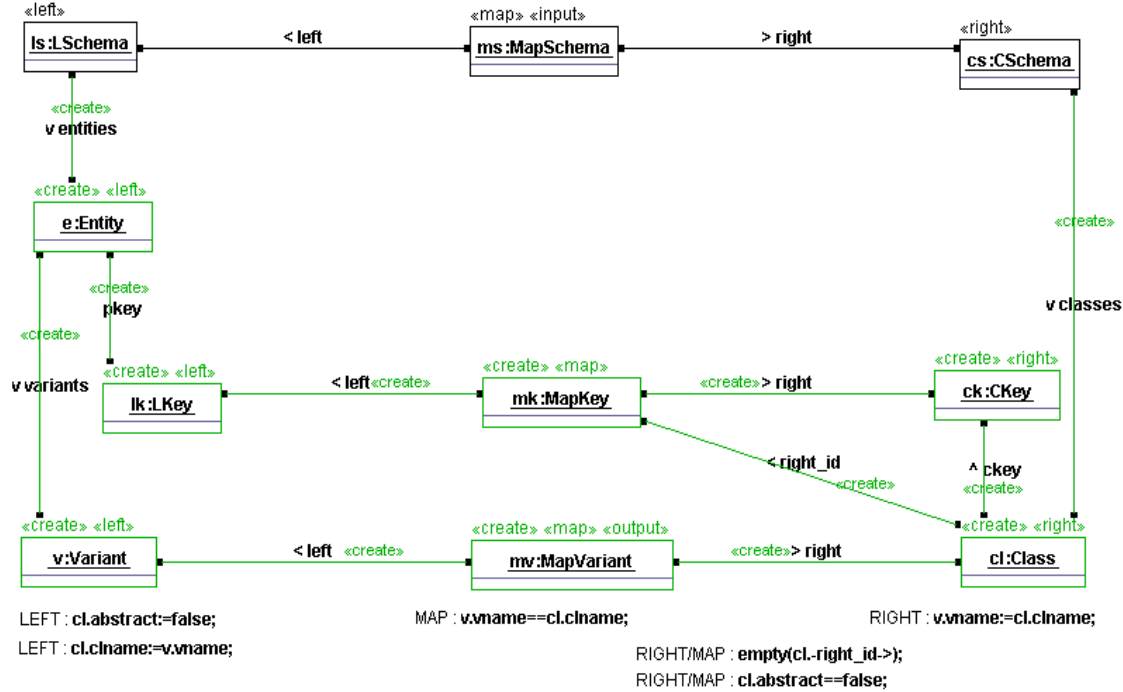 «left»
ls:LSchema
< left
«map» «input»
ms:MapSchema
> right
«right»
cs:CSchema
«create»
v entities
«create» «left»
e:Entity
«create»
«create»
pkey
v classes
«create»
v variants
«create» «left»
lk:LKey
< left«create»
«create» «map»
mk:MapKey
«create» > right
«create» «right»
ck:CKey
< right_id
«create»
^ ckey
«create»
«create» «left»
v:Variant
< left «create»
«create» «map» «output»
mv:MapVariant
«create»> right
«create» «right»
cl:Class
LEFT : cl.abstract:=false;
MAP : v.vname==cl.clname;
RIGHT : v.vname:=cl.clname;
LEFT : cl.clname:=v.vname;
RIGHT/MAP : empty(cl.-right_id->);
RIGHT/MAP : cl.abstract==false;